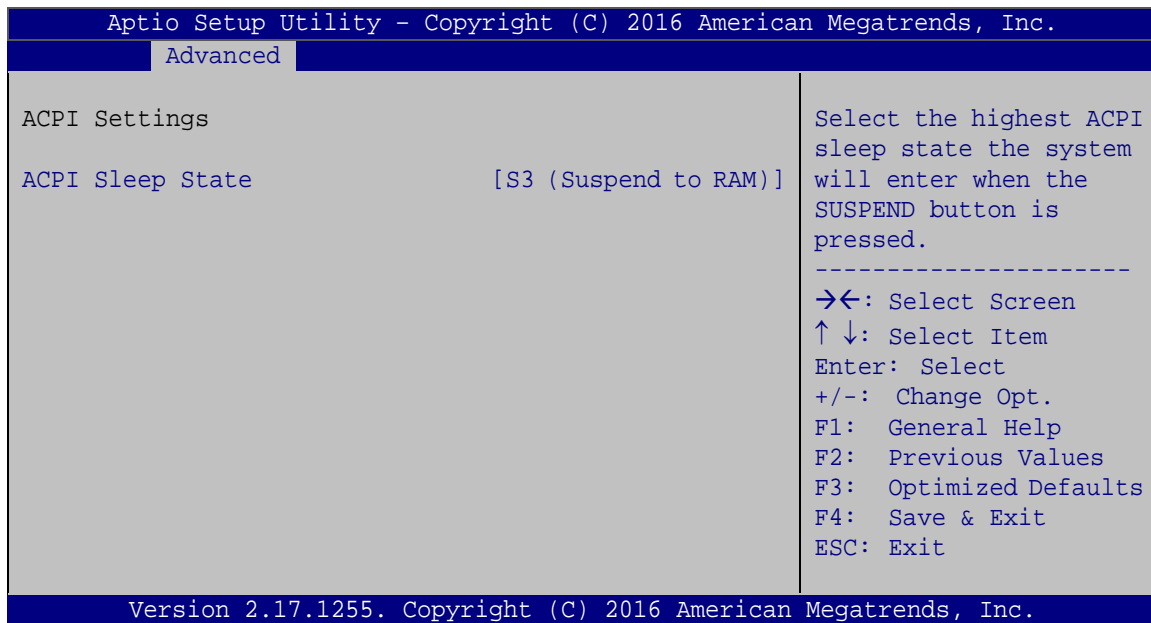 Aptio Setup Utility – Copyright (C) 2016 American Megatrends, Inc.
Advanced
ACPI Settings
ACPI Sleep State [S3 (Suspend to RAM)]
Select the highest ACPI
sleep state the system
will enter when the
SUSPEND button is
pressed.
----------------------
→←: Select Screen
↑ ↓: Select Item
Enter: Select
+/-: Change Opt.
F1: General Help
F2: Previous Values
F3: Optimized Defaults
F4: Save & Exit
ESC: Exit
Version 2.17.1255. Copyright (C) 2016 American Megatrends, Inc.